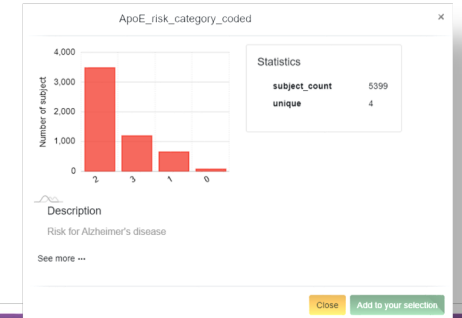 ApoE_risk_category_coded
×
4,000
3,000
2,000
1,000
0
Number of subject
2 3 1 0
Statistics
subject_count 5399
unique 4
Description
Risk for Alzheimer's disease
See more ···
Close Add to your selection